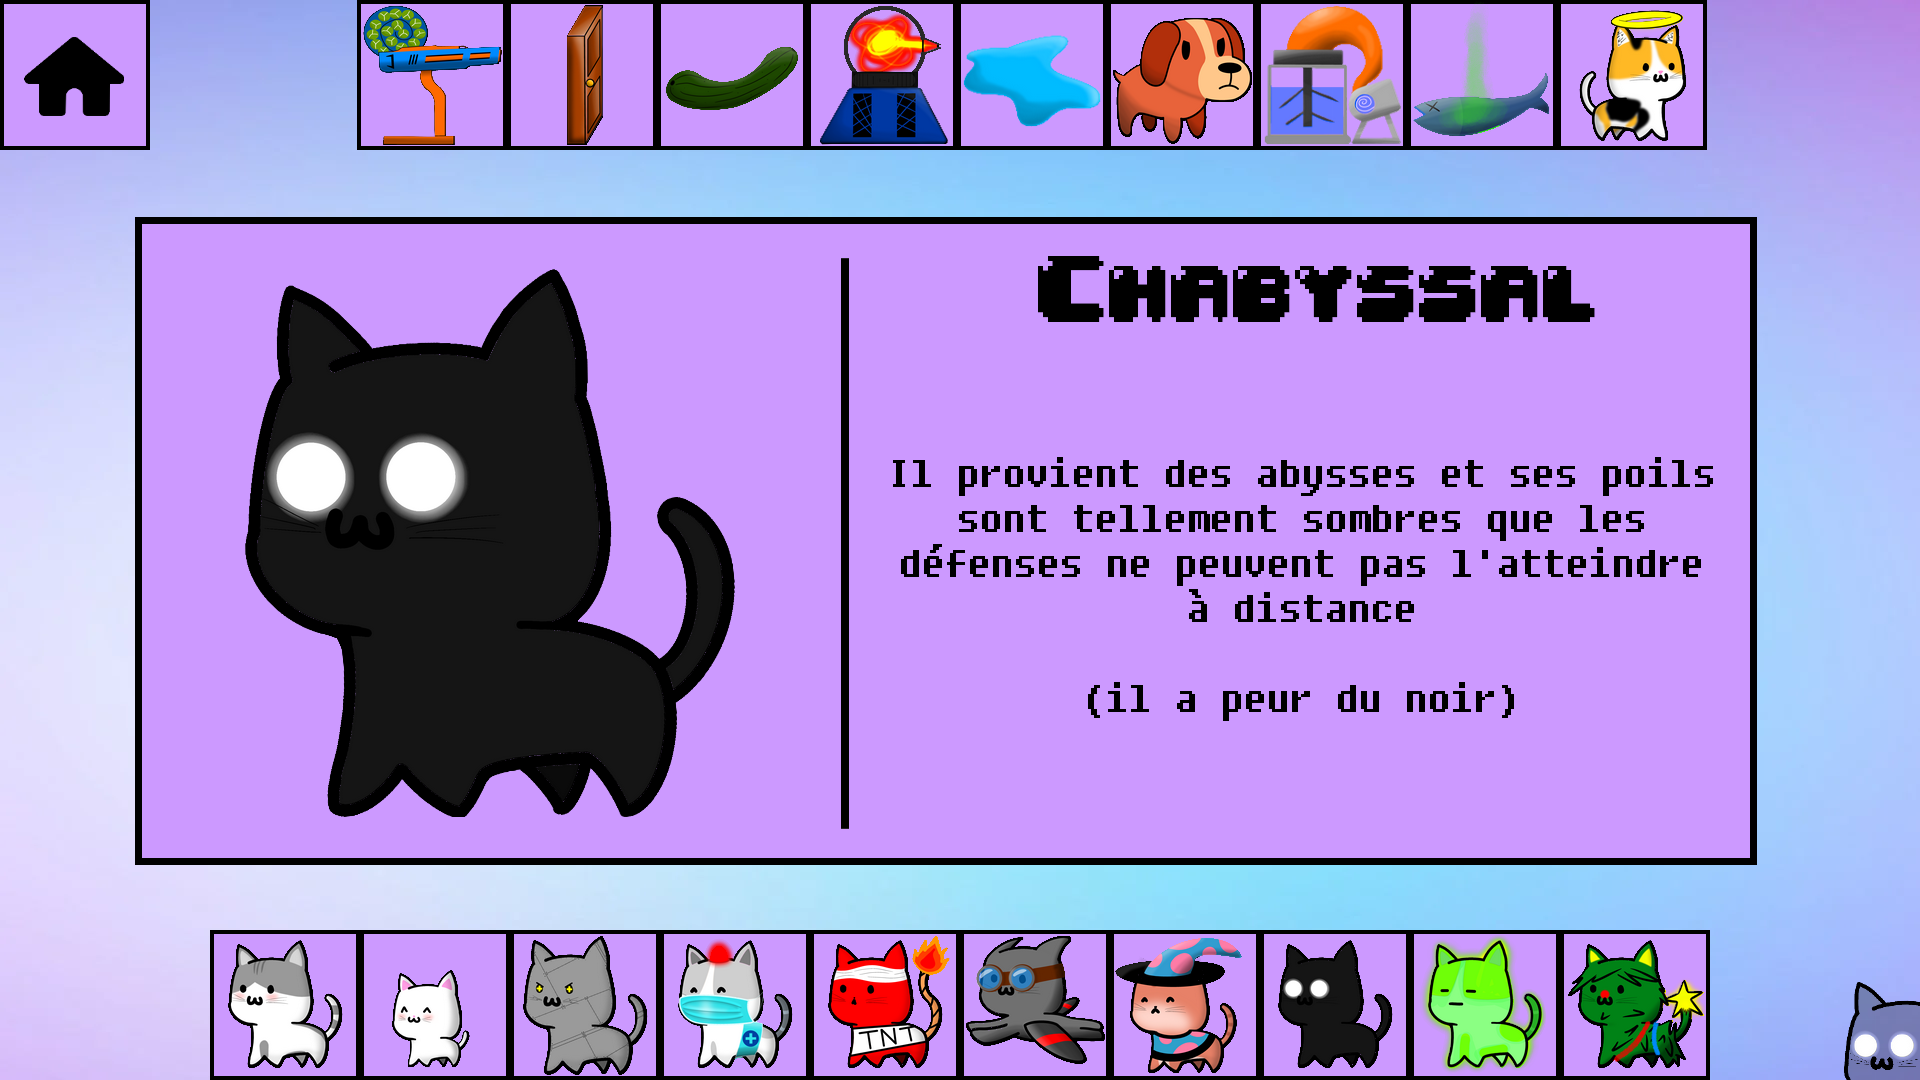 Chabyssal
Il provient des abysses et ses poils
sont tellement sombres que les
défenses ne peuvent pas l'atteindre
à distance
(il a peur du noir)
TNT